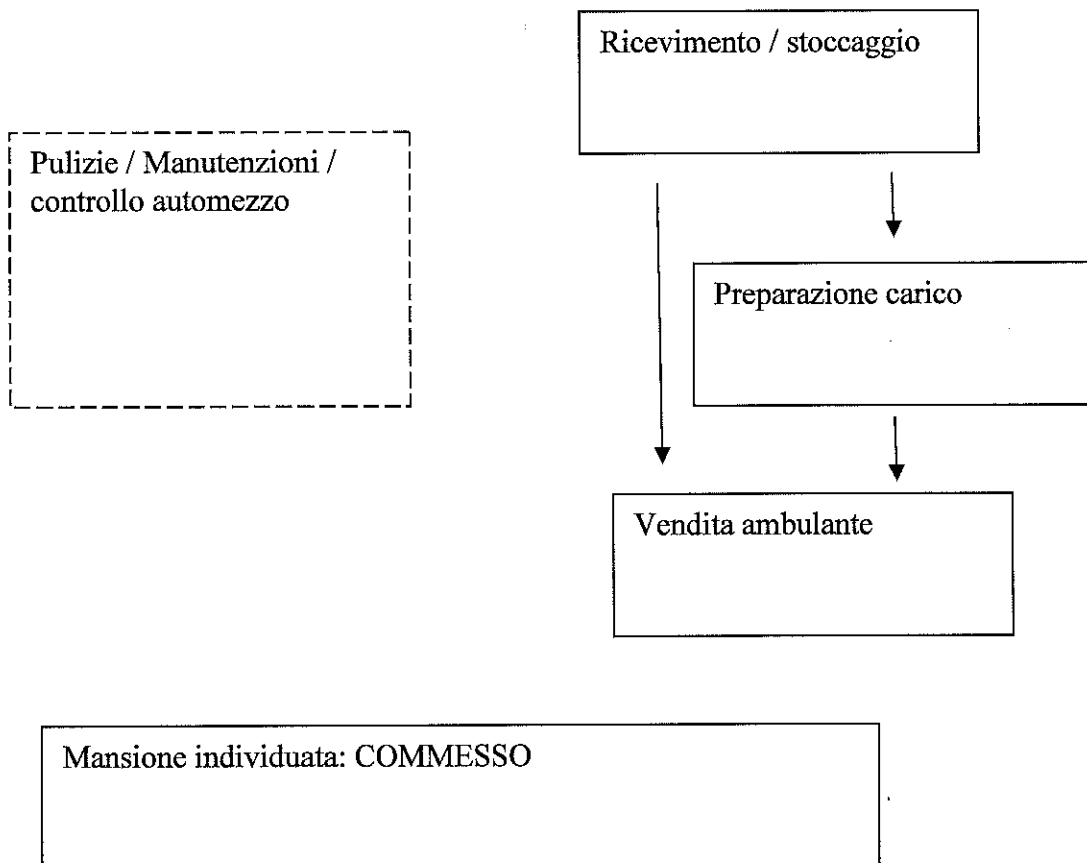 Ricevimento / stoccaggio
Pulizie / Manutenzioni /
controllo automezzo
Preparazione carico
Vendita ambulante
Mansione individuata: COMMESSO